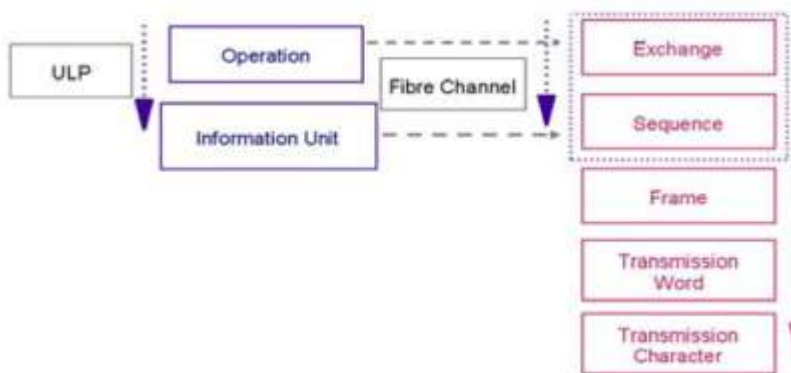 ULP
Operation
Information Unit
Fibre Channel
Exchange
Sequence
Frame
Transmission
Word
Transmission
Character